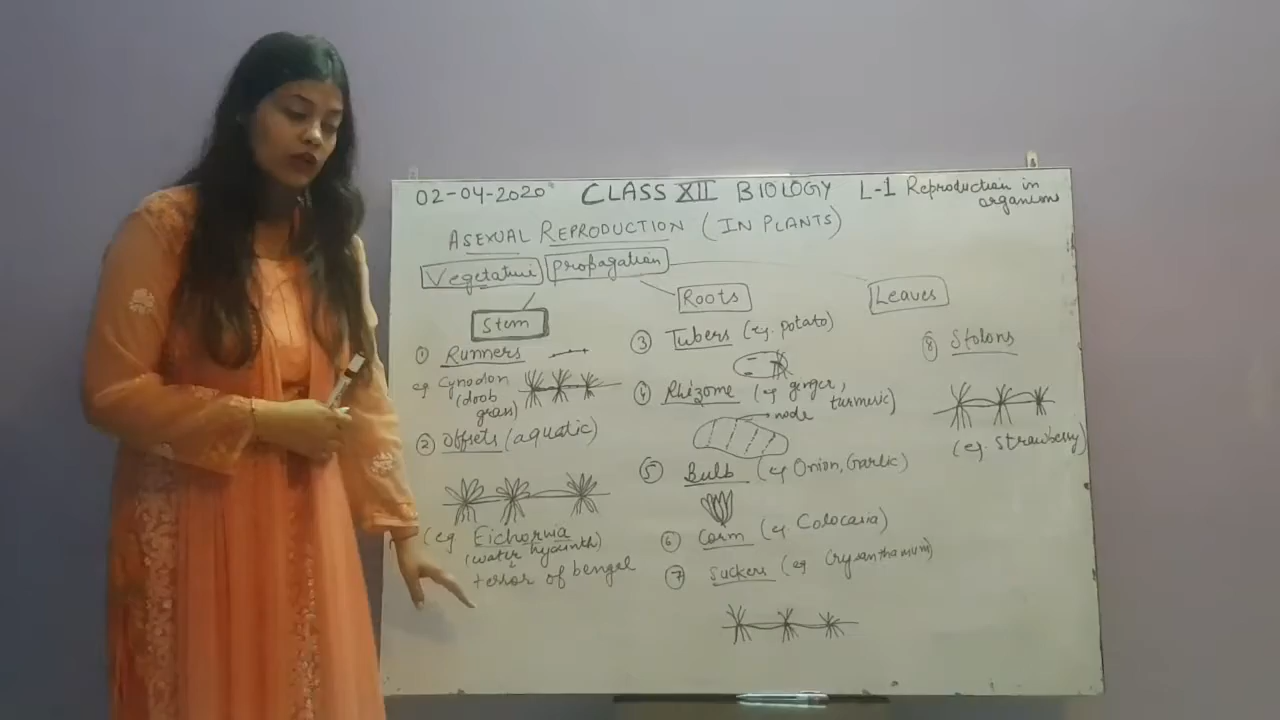 02-04-2020 CLASS XII BIOLOGY L-1 Reproduction in
organisms
ASEXUAL REPRODUCTION (IN PLANTS)
Vegetative propagation
Stem
Roots
Leaves
① Runners
eg Cynodon
(doob
grass)
② Offsets (aquatic)
(eg Eichornia
(water hyacinth)
terror of bengal
③ Tubers (eg. potato)
④ Rhizome (eg ginger,
turmeric)
node
⑤ Bulb (eg Onion, Garlic)
⑥ Corm (eg. Colocasia)
⑦ Suckers (eg Crysanthamum)
⑧ Stolons
(eg. Strawberry)